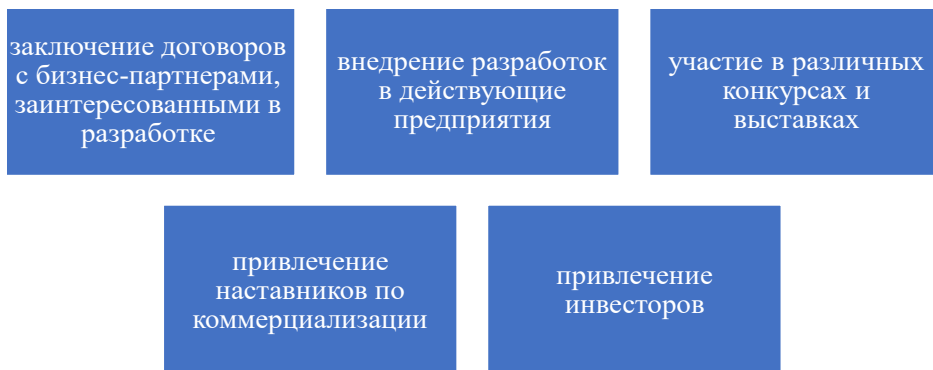 заключение договоров
с бизнес-партнерами,
заинтересованными в
разработке
внедрение разработок
в действующие
предприятия
участие в различных
конкурсах и
выставках
привлечение
наставников по
коммерциализации
привлечение
инвесторов